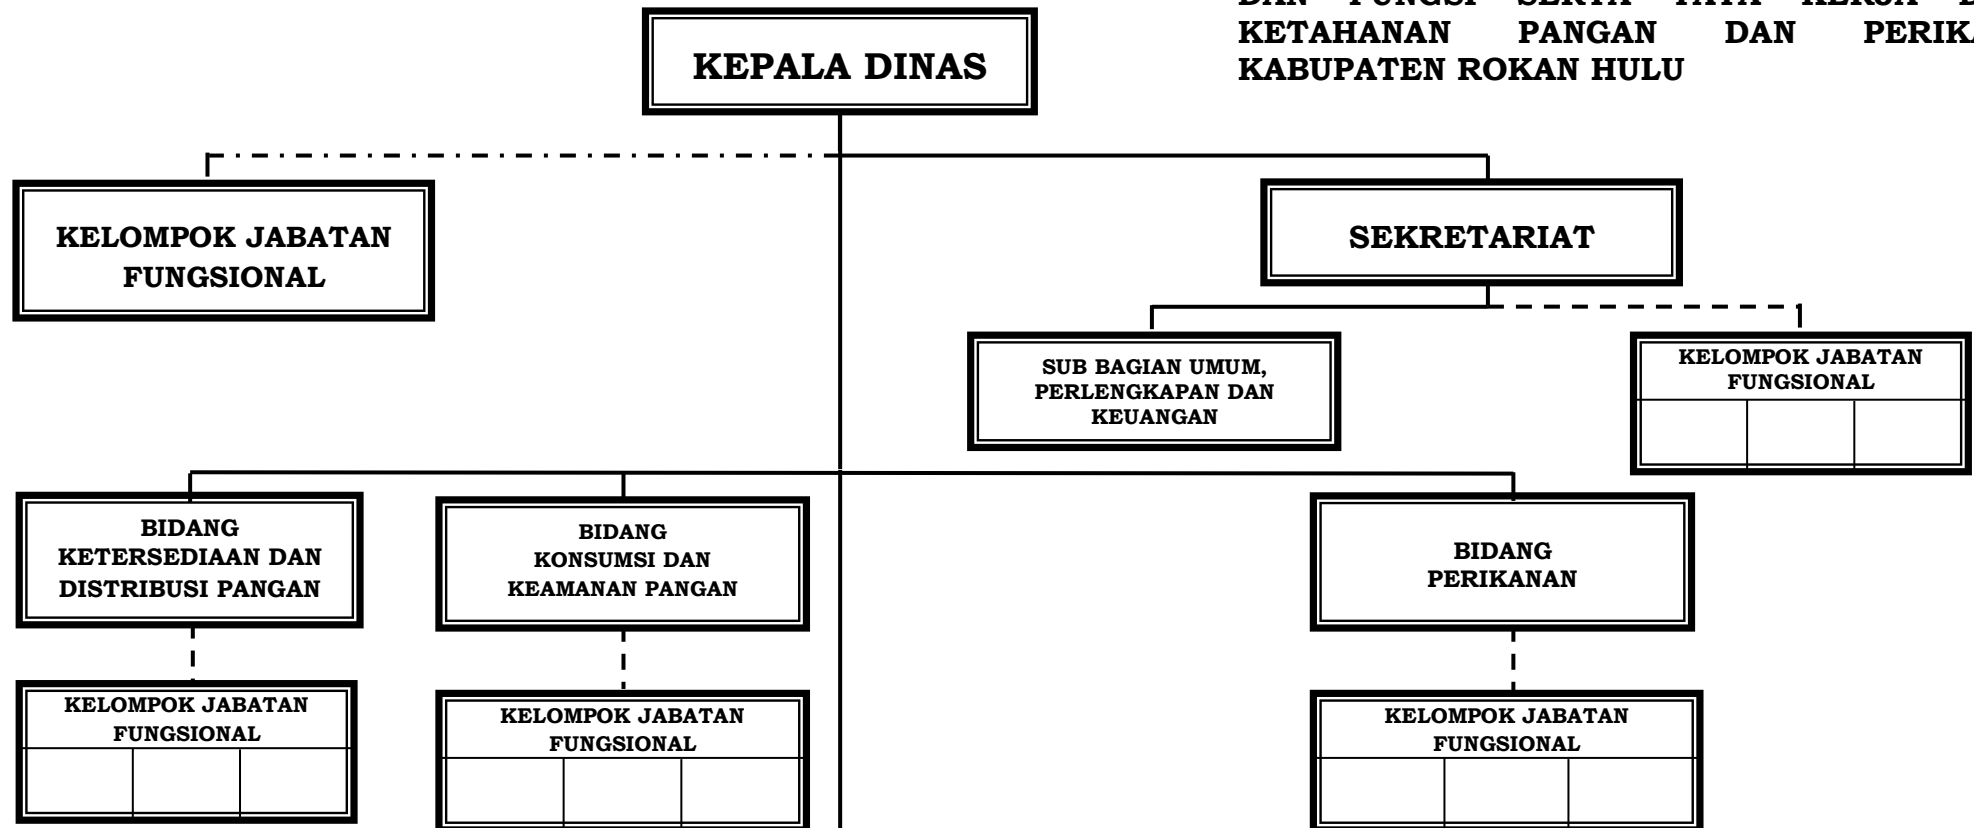 KETAHANAN PANGAN DAN
KABUPATEN ROKAN HULU
KEPALA DINAS
KELOMPOK JABATAN
FUNGSIONAL
SEKRETARIAT
SUB BAGIAN UMUM,
PERLENGKAPAN DAN
KEUANGAN
KELOMPOK JABATAN
FUNGSIONAL
BIDANG
KETERSEDIAAN DAN
DISTRIBUSI PANGAN
BIDANG
KONSUMSI DAN
KEAMANAN PANGAN
BIDANG
PERIKANAN
KELOMPOK JABATAN
FUNGSIONAL
KELOMPOK JABATAN
FUNGSIONAL
KELOMPOK JABATAN
FUNGSIONAL